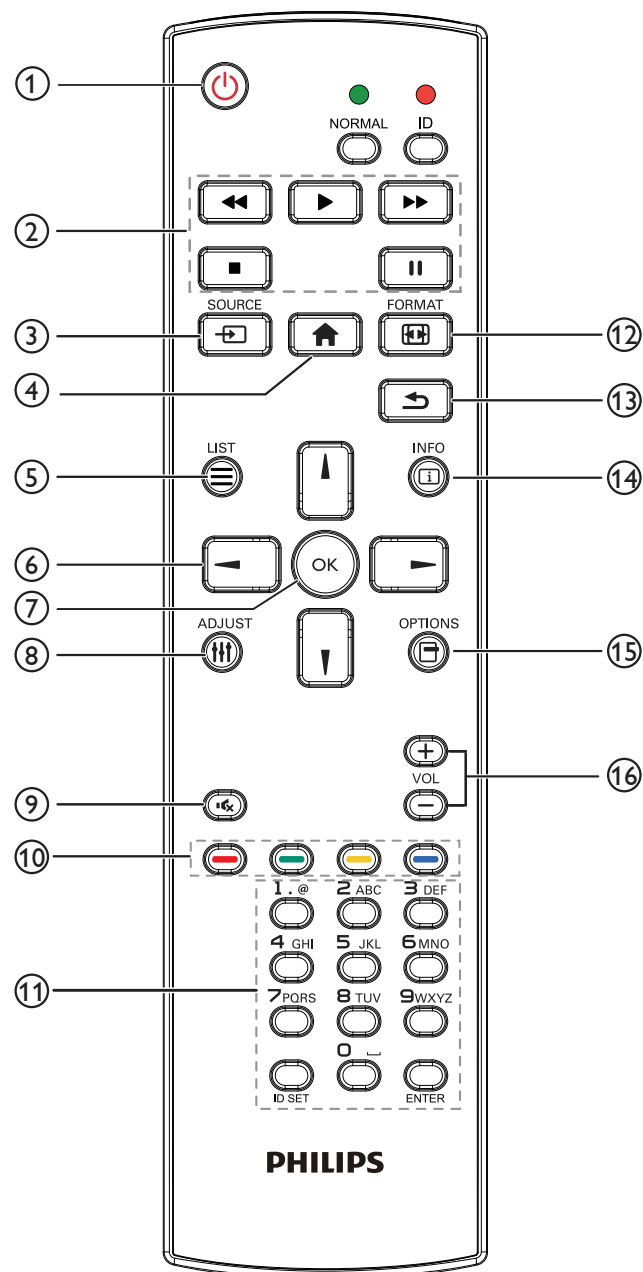 ①
NORMAL ID
②
SOURCE FORMAT
③
⑫
④
⑬
LIST INFO
⑤
⑭
⑥
OK
⑦
ADJUST OPTIONS
⑧
⑮
VOL
⑯
⑨
⑩
1.@ 2 ABC 3 DEF
4 GHI 5 JKL 6 MNO
⑪
7 PQRS 8 TUV 9 WXYZ
0 ⎵
ID SET ENTER
PHILIPS